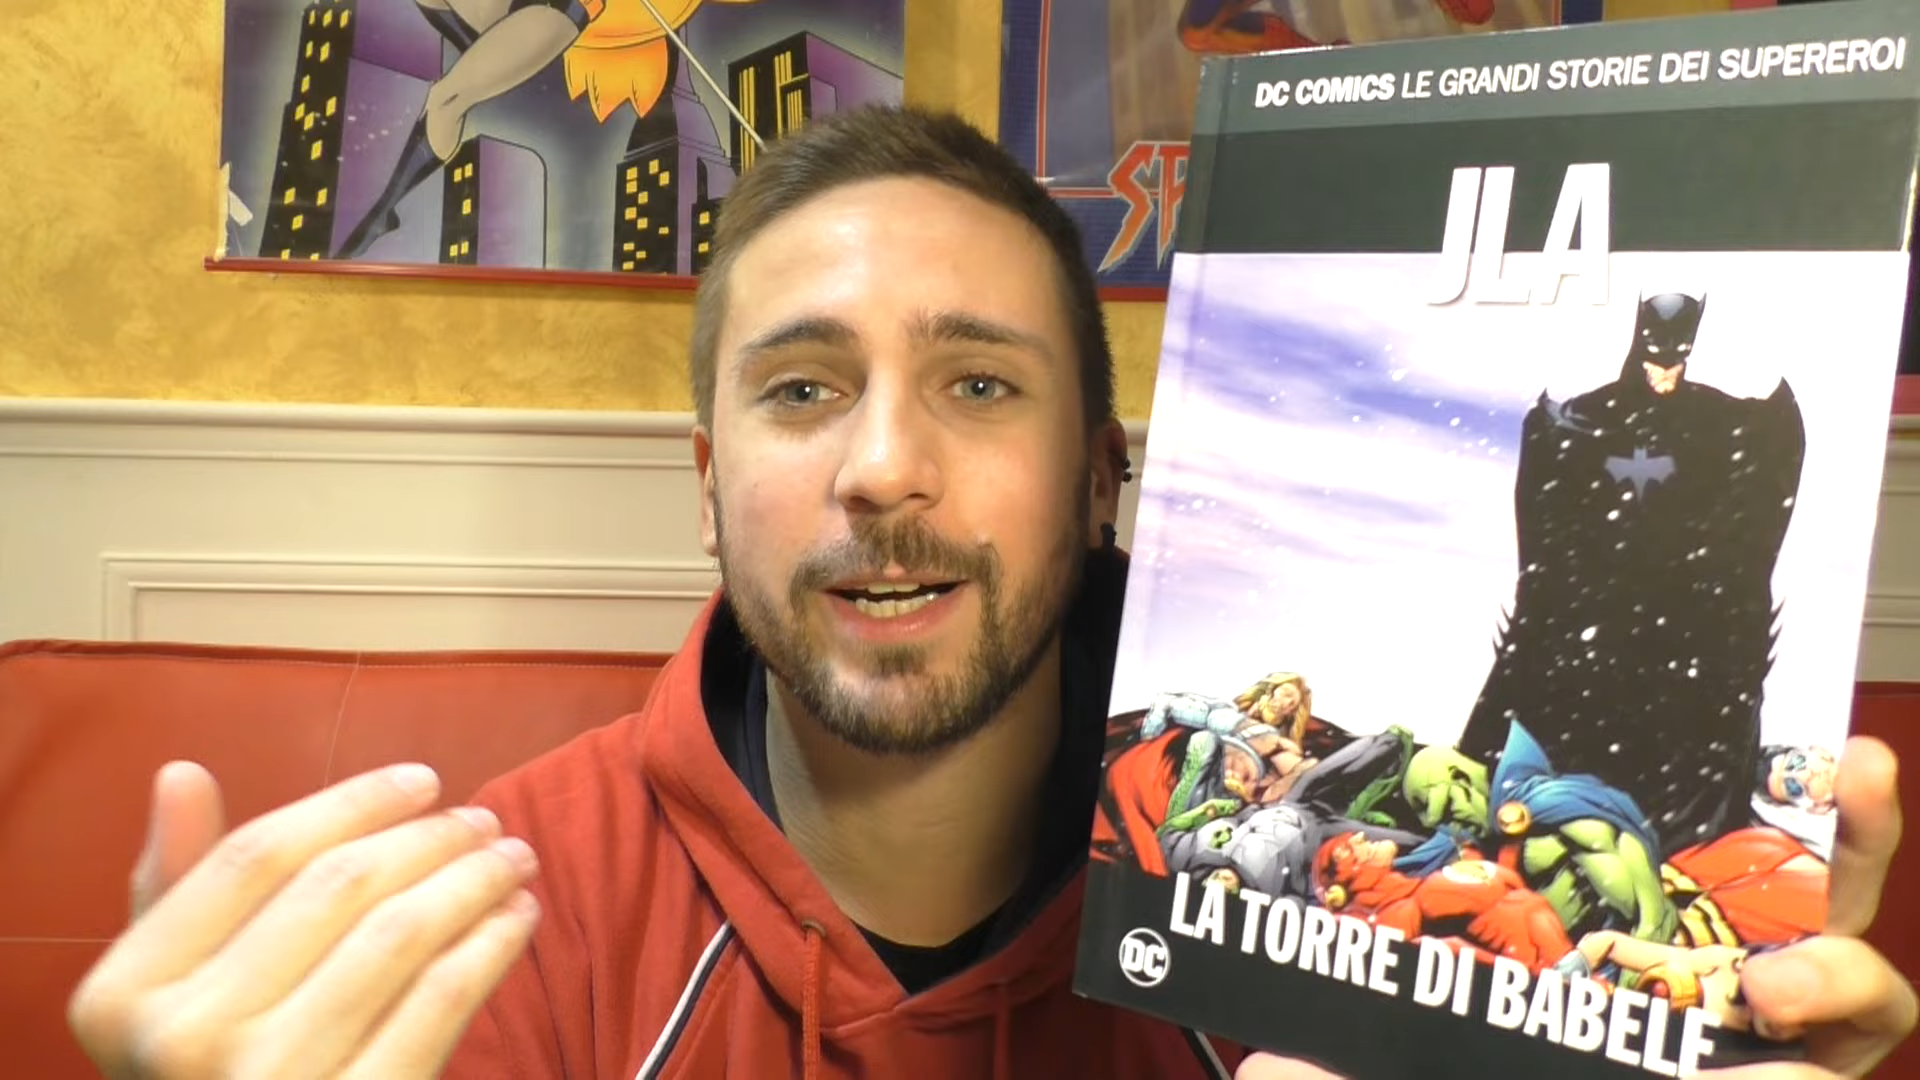 DC COMICS LE GRANDI STORIE DEI SUPEREROI
JLA
LA TORRE DI BABELE
DC